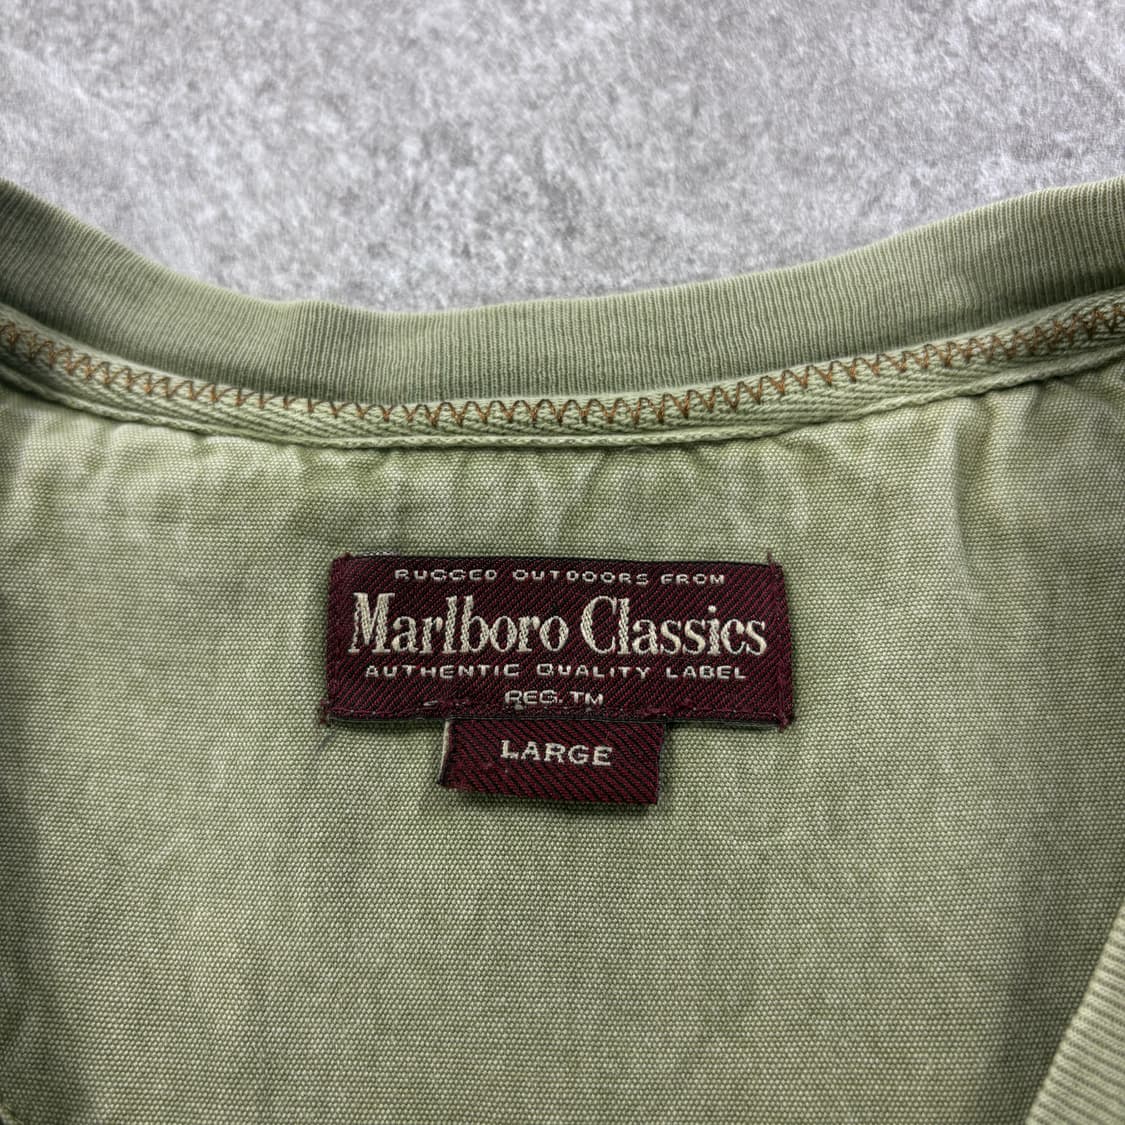 RUGGED OUTDOORS FROM
Marlboro Classics
AUTHENTIC QUALITY LABEL
REG. TM
LARGE